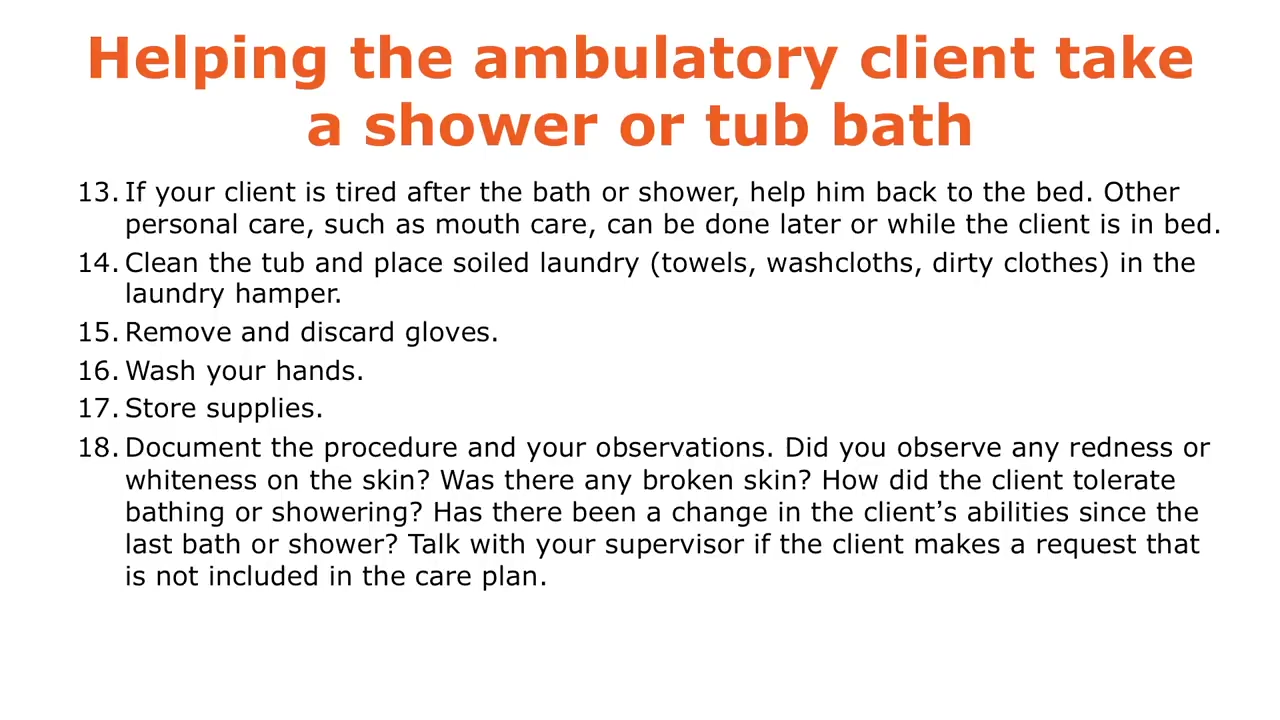 Helping the ambulatory client take
a shower or tub bath
13. If your client is tired after the bath or shower, help him back to the bed. Other
personal care, such as mouth care, can be done later or while the client is in bed.
14. Clean the tub and place soiled laundry (towels, washcloths, dirty clothes) in the
laundry hamper.
15. Remove and discard gloves.
16. Wash your hands.
17. Store supplies.
18. Document the procedure and your observations. Did you observe any redness or
whiteness on the skin? Was there any broken skin? How did the client tolerate
bathing or showering? Has there been a change in the client’s abilities since the
last bath or shower? Talk with your supervisor if the client makes a request that
is not included in the care plan.